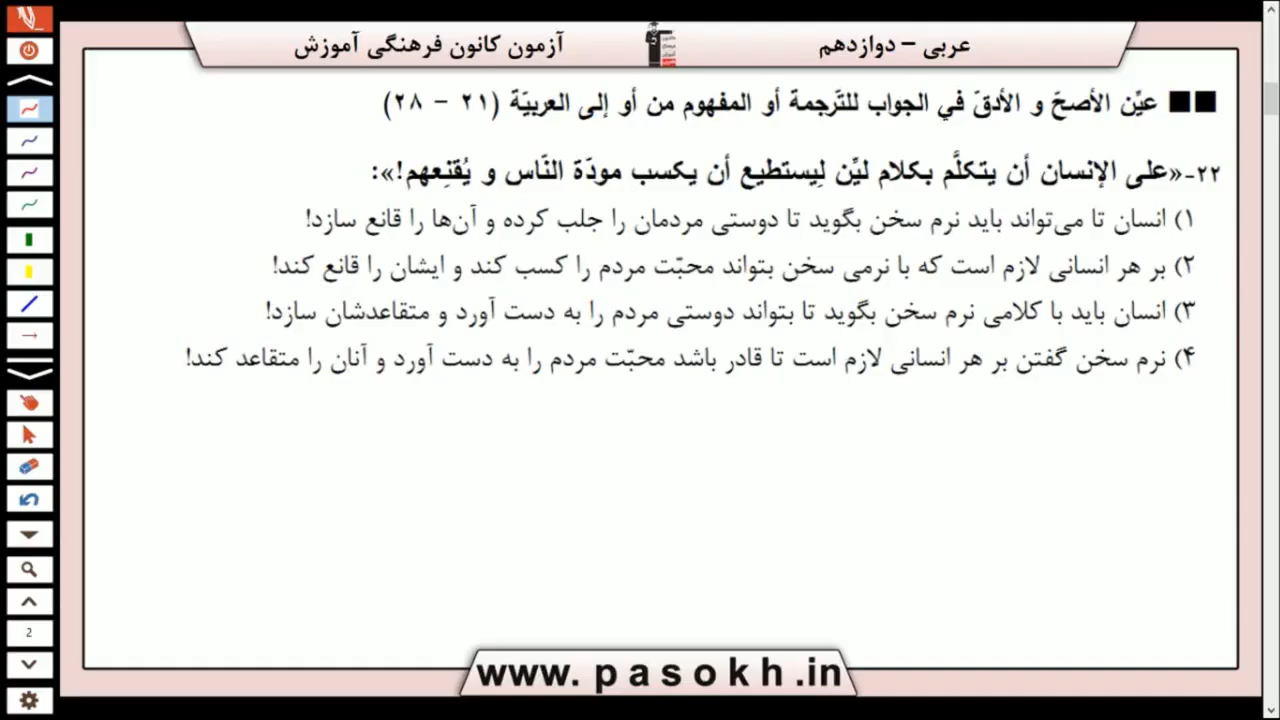 عربی – دوازدهم
آزمون کانون فرهنگی آموزش
■■ عيِّن الأصحّ و الأدقّ في الجواب للتّرجمة أو المفهوم من أو إلى العربيّة (۲۱ - ۲۸)
۲۲-«على الإنسان أن يتكلَّم بكلام ليِّن لِيستطيع أن يكسب مودّة النّاس و يُقنِعهم!»:
۱) انسان تا می‌تواند باید نرم سخن بگوید تا دوستی مردمان را جلب کرده و آن‌ها را قانع سازد!
۲) بر هر انسانی لازم است که با نرمی سخن بتواند محبّت مردم را کسب کند و ایشان را قانع کند!
۳) انسان باید با کلامی نرم سخن بگوید تا بتواند دوستی مردم را به دست آورد و متقاعدشان سازد!
۴) نرم سخن گفتن بر هر انسانی لازم است تا قادر باشد محبّت مردم را به دست آورد و آنان را متقاعد کند!
2
www. p a s o k h .in